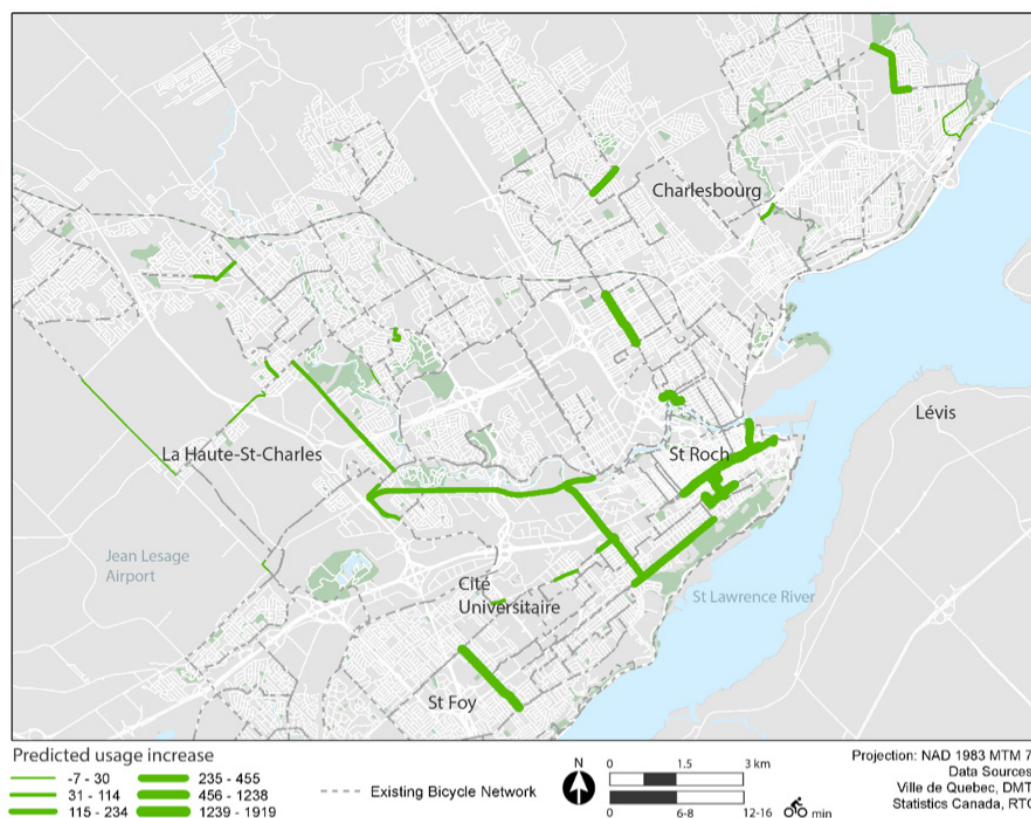 Charlesbourg
Lévis
La Haute-St-Charles
St Roch
Jean Lesage
Airport
Cité
Universitaire
St Lawrence River
St Foy
Predicted usage increase
-7 - 30
31 - 114
115 - 234
235 - 455
456 - 1238
1239 - 1919
Existing Bicycle Network
N
0 1.5 3 km
0 6-8 12-16 min
Projection: NAD 1983 MTM 7
Data Sources
Ville de Quebec, DMT
Statistics Canada, RTC